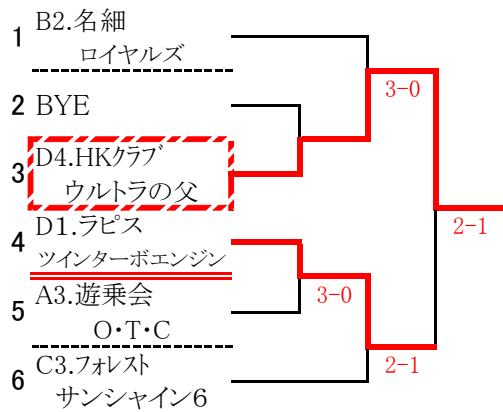 1 B2.名細
ロイヤルズ
2 BYE
3 D4.HKクラブ
ウルトラの父
4 D1.ラピス
ツインターボエンジン
5 A3.遊乗会
O・T・C
6 C3.フォレスト
サンシャイン6
3-0
2-1
3-0
2-1